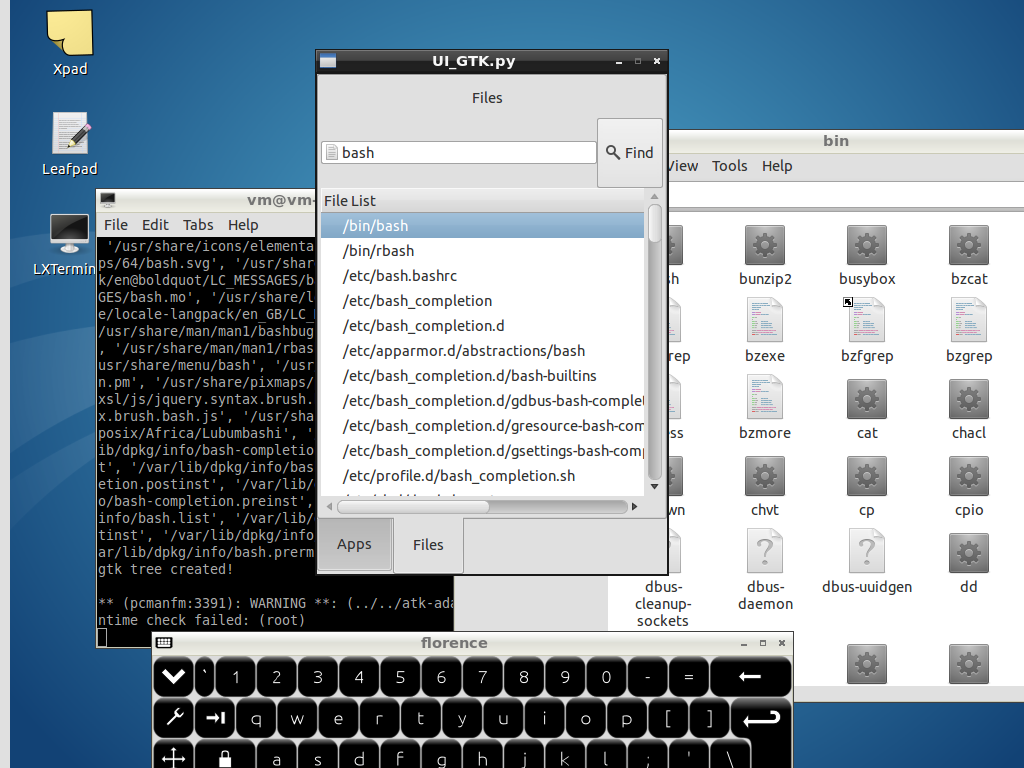 Xpad
Leafpad
LXTermin
UI_GTK.py
Files
bash
Find
File List
/bin/bash
/bin/rbash
/etc/bash.bashrc
/etc/bash_completion
/etc/bash_completion.d
/etc/apparmor.d/abstractions/bash
/etc/bash_completion.d/bash-builtins
/etc/bash_completion.d/gdbus-bash-complet
/etc/bash_completion.d/gresource-bash-com
/etc/bash_completion.d/gsettings-bash-comp
/etc/profile.d/bash_completion.sh
Apps
Files
vm@vm-
File Edit Tabs Help
'/usr/share/icons/elementa
ps/64/bash.svg', '/usr/shar
k/en@boldquot/LC_MESSAGES/b
GES/bash.mo', '/usr/share/l
e/locale-langpack/en_GB/LC_
/usr/share/man/man1/bashbug
, '/usr/share/man/man1/rbas
usr/share/menu/bash', '/usr
n.pm', '/usr/share/pixmaps/
xsl/js/jquery.syntax.brush.
x.brush.bash.js', '/usr/sha
posix/Africa/Lubumbashi', '
ib/dpkg/info/bash-completio
t', '/var/lib/dpkg/info/bas
etion.postinst', '/var/lib/
o/bash-completion.preinst',
info/bash.list', '/var/lib/
tinst', '/var/lib/dpkg/info
ar/lib/dpkg/info/bash.prerm
gtk tree created!
** (pcmanfm:3391): WARNING **: (../../atk-ada
ntime check failed: (root)
bin
View Tools Help
sh bunzip2 busybox bzcat
rep bzexe bzfgrep bzgrep
ess bzmore cat chacl
wn chvt cp cpio
dbus-cleanup-sockets
dbus-daemon
dbus-uuidgen
dd
florence
` 1 2 3 4 5 6 7 8 9 0 - =
q w e r t y u i o p [ ]
a s d f g h j k l ; ' \